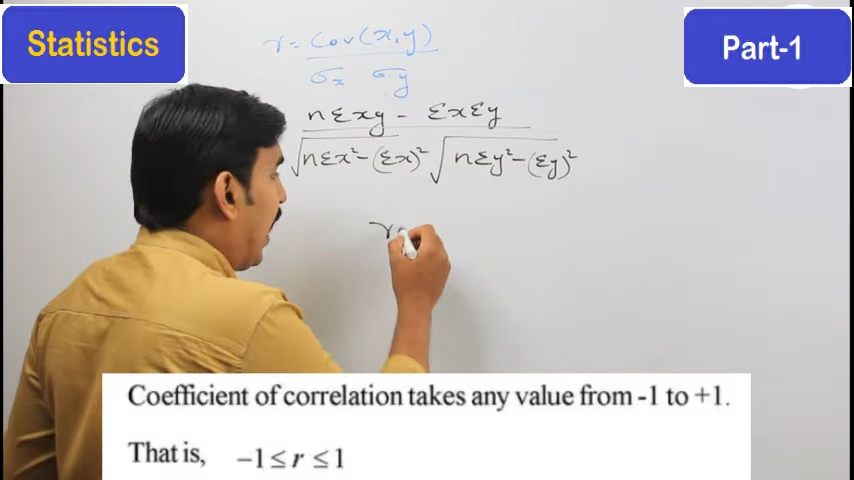 Statistics
Part-1
r = Cov(x,y)
σx σy
nΣxy - ΣxΣy
√nΣx² - (Σx)² √nΣy² - (Σy)²
r
Coefficient of correlation takes any value from -1 to +1.
That is, −1 ≤ r ≤ 1